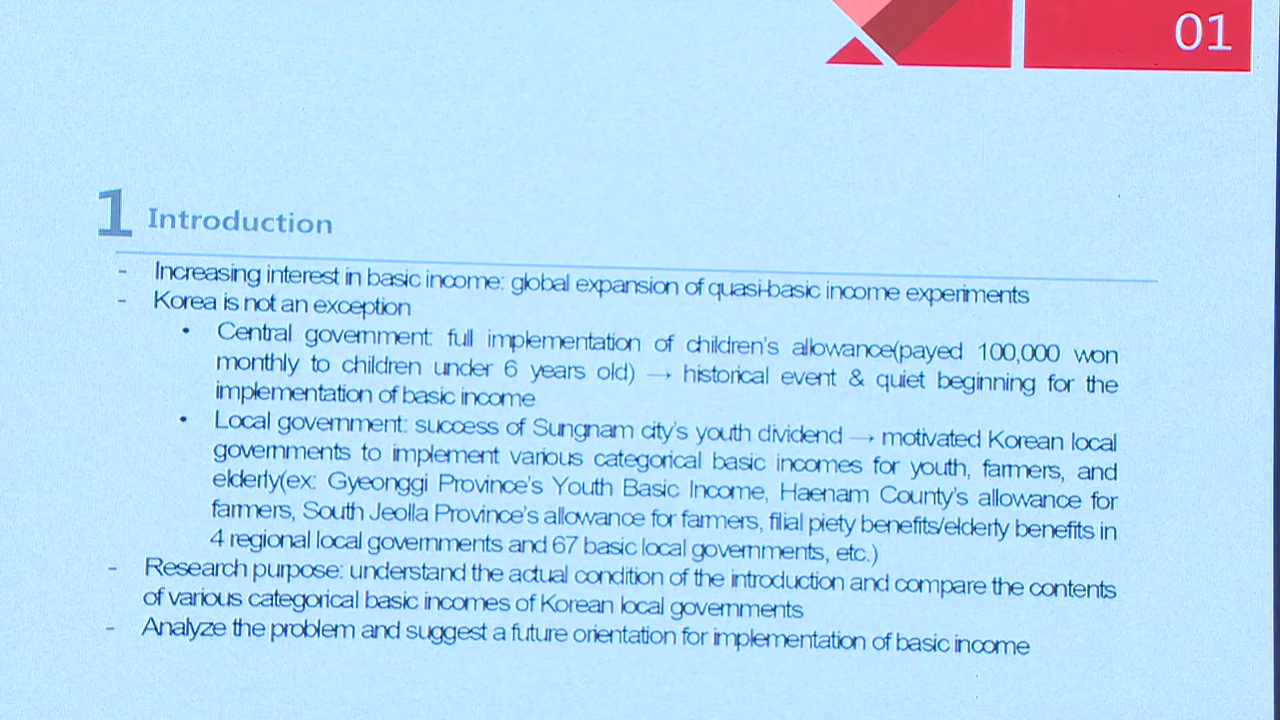 01
1 Introduction
- Increasing interest in basic income: global expansion of quasi-basic income experiments
- Korea is not an exception
• Central government: full implementation of children's allowance(payed 100,000 won
monthly to children under 6 years old) → historical event & quiet beginning for the
implementation of basic income
• Local government: success of Sungnam city's youth dividend → motivated Korean local
governments to implement various categorical basic incomes for youth, farmers, and
elderly(ex: Gyeonggi Province's Youth Basic Income, Haenam County's allowance for
farmers, South Jeolla Province's allowance for farmers, filial piety benefits/elderly benefits in
4 regional local governments and 67 basic local governments, etc.)
- Research purpose: understand the actual condition of the introduction and compare the contents
of various categorical basic incomes of Korean local governments
- Analyze the problem and suggest a future orientation for implementation of basic income